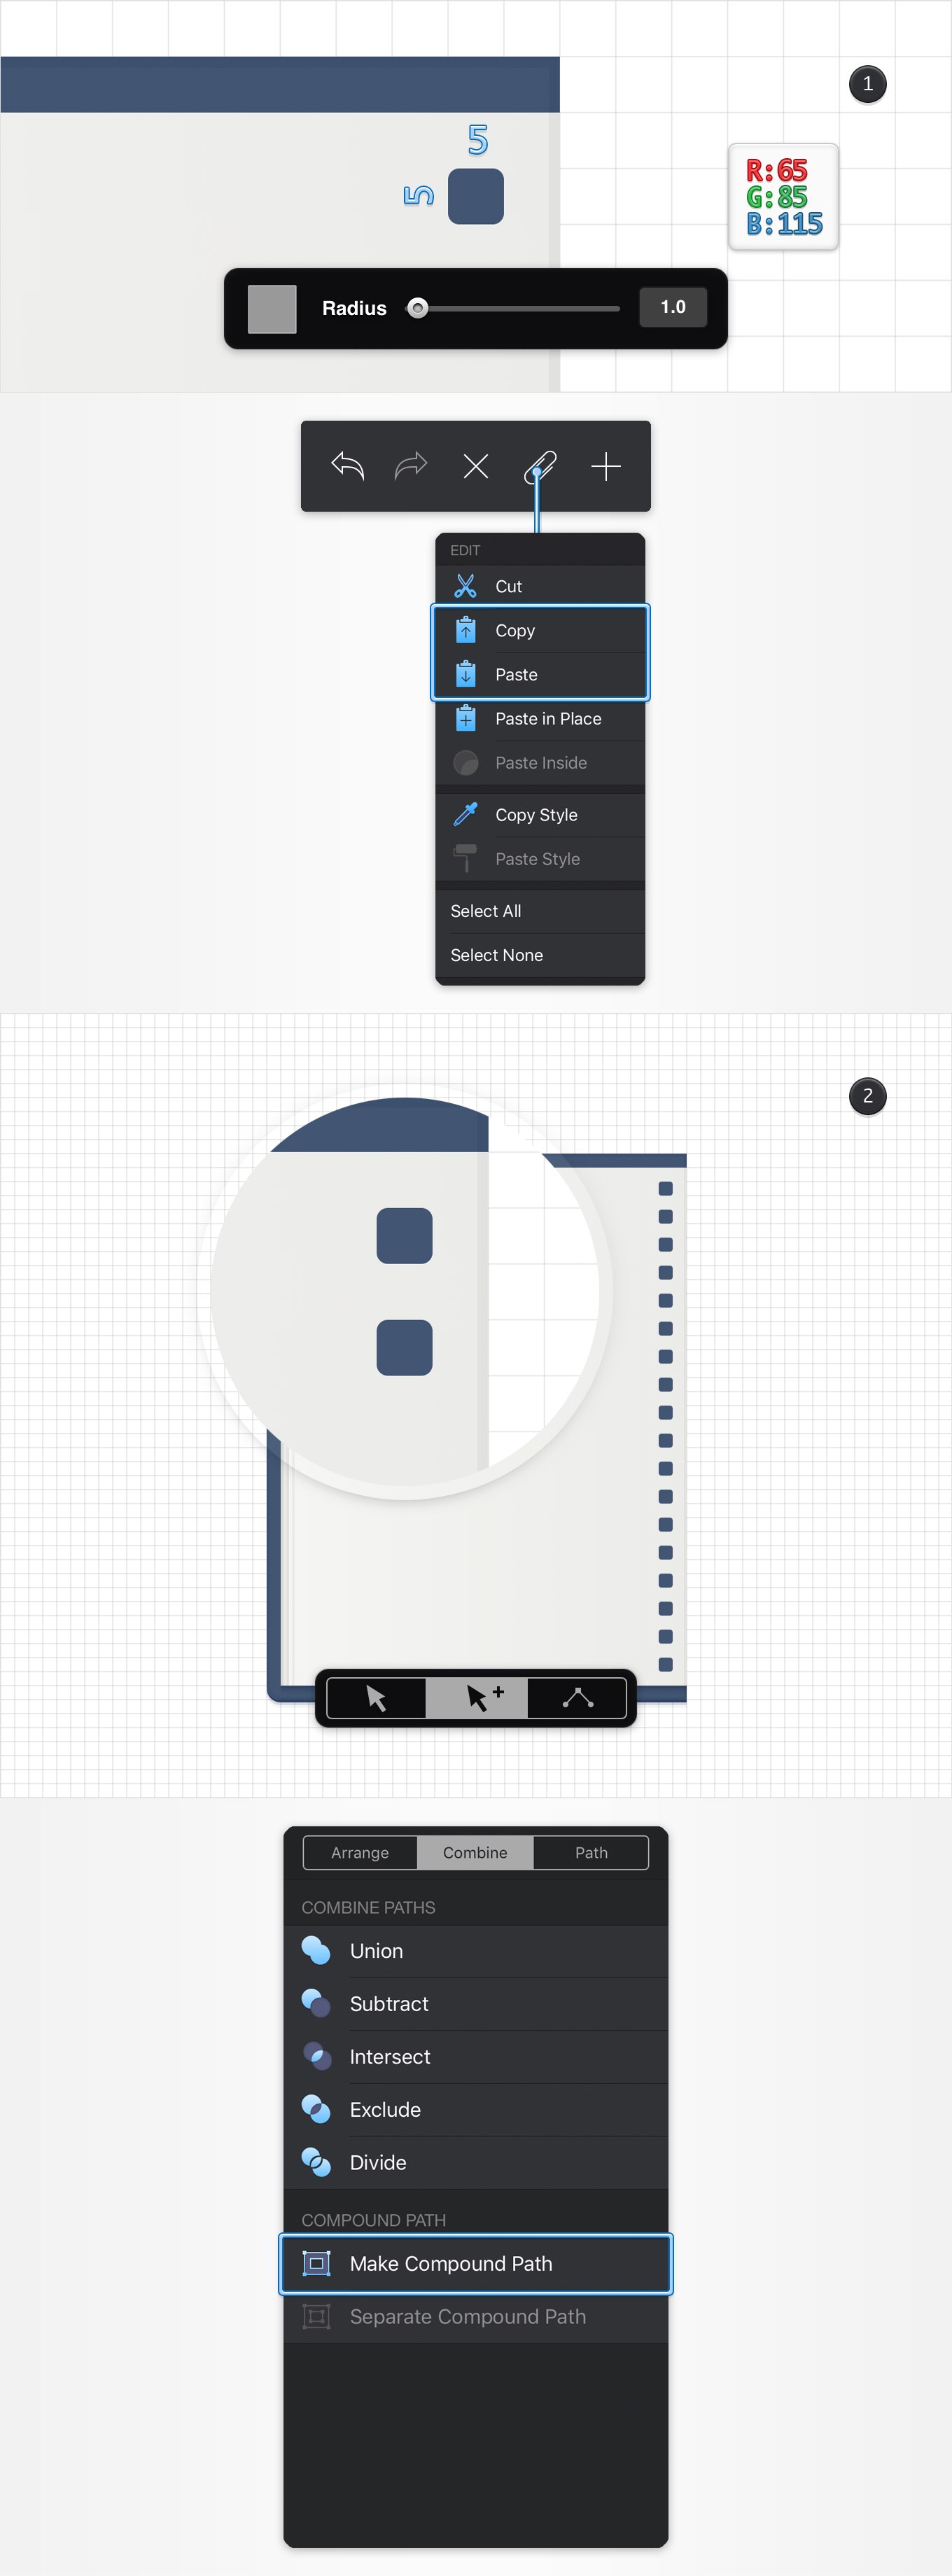 1
5
5
R:65
G:85
B:115
Radius
1.0
EDIT
Cut
Copy
Paste
Paste in Place
Paste Inside
Copy Style
Paste Style
Select All
Select None
2
Arrange Combine Path
COMBINE PATHS
Union
Subtract
Intersect
Exclude
Divide
COMPOUND PATH
Make Compound Path
Separate Compound Path